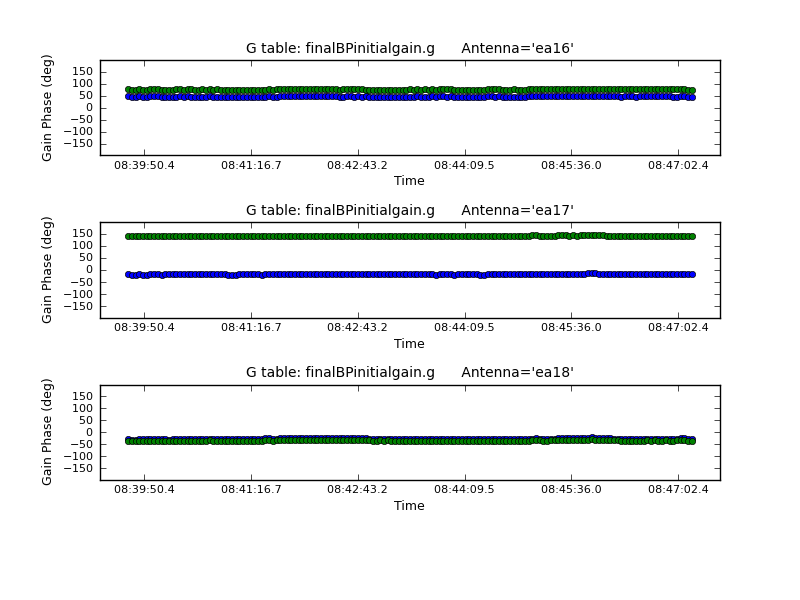 G table: finalBPinitialgain.g Antenna='ea16'
Gain Phase (deg)
150
100
50
0
−50
−100
−150
08:39:50.4 08:41:16.7 08:42:43.2 08:44:09.5 08:45:36.0 08:47:02.4
Time
G table: finalBPinitialgain.g Antenna='ea17'
Gain Phase (deg)
150
100
50
0
−50
−100
−150
08:39:50.4 08:41:16.7 08:42:43.2 08:44:09.5 08:45:36.0 08:47:02.4
Time
G table: finalBPinitialgain.g Antenna='ea18'
Gain Phase (deg)
150
100
50
0
−50
−100
−150
08:39:50.4 08:41:16.7 08:42:43.2 08:44:09.5 08:45:36.0 08:47:02.4
Time